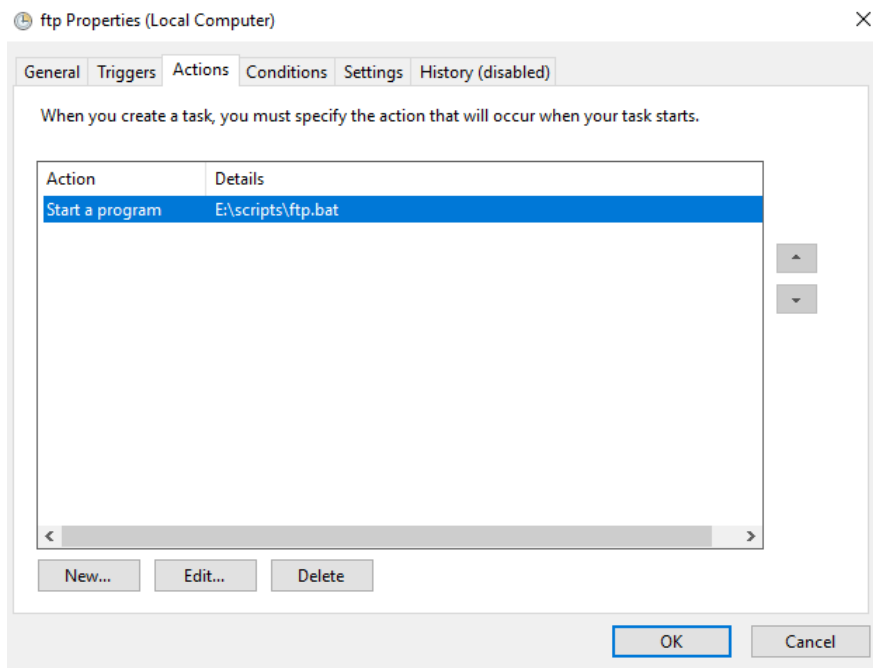 ftp Properties (Local Computer)
General Triggers Actions Conditions Settings History (disabled)
When you create a task, you must specify the action that will occur when your task starts.
Action Details
Start a program E:\scripts\ftp.bat
New... Edit... Delete
OK Cancel